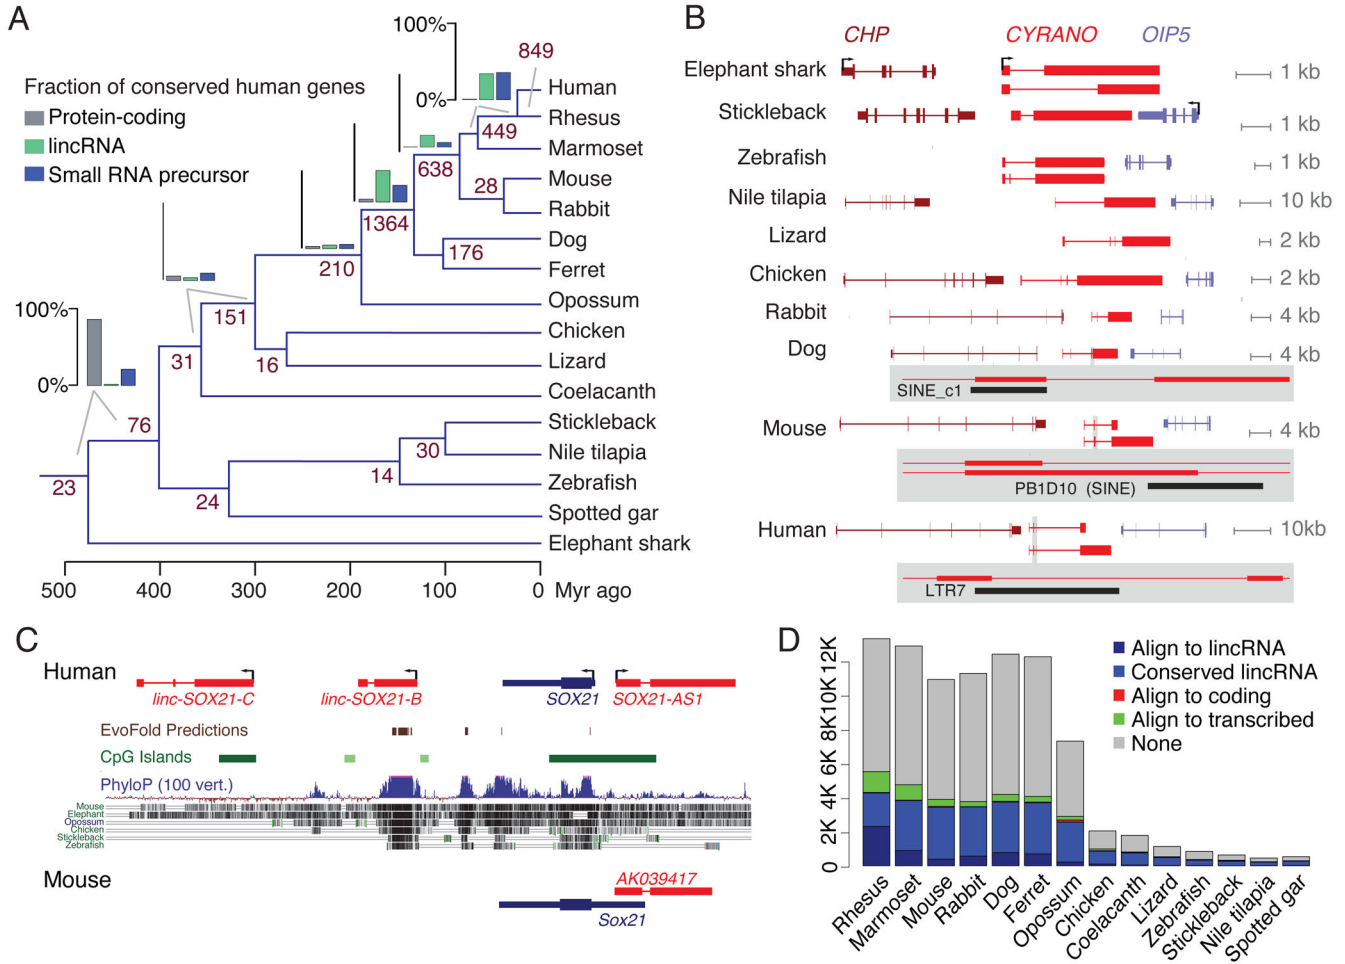 A
100%
0%
849
Fraction of conserved human genes
Protein-coding
lincRNA
Small RNA precursor
Human
Rhesus
449
Marmoset
638
28
Mouse
Rabbit
1364
Dog
176
Ferret
210
Opossum
151
Chicken
16
Lizard
31
Coelacanth
100%
0%
76
Stickleback
30
Nile tilapia
14
Zebrafish
23
24
Spotted gar
Elephant shark
500 400 300 200 100 0 Myr ago
B
CHP CYRANO OIP5
Elephant shark 1 kb
Stickleback 1 kb
Zebrafish 1 kb
Nile tilapia 10 kb
Lizard 2 kb
Chicken 2 kb
Rabbit 4 kb
Dog 4 kb
SINE_c1
Mouse 4 kb
PB1D10 (SINE)
Human 10kb
LTR7
C
Human
linc-SOX21-C linc-SOX21-B SOX21 SOX21-AS1
EvoFold Predictions
CpG Islands
PhyloP (100 vert.)
Mouse
Elephant
Opossum
Chicken
Stickleback
Zebrafish
Mouse
AK039417
Sox21
D
0 2K 4K 6K 8K 10K 12K
Align to lincRNA
Conserved lincRNA
Align to coding
Align to transcribed
None
Rhesus
Marmoset
Mouse
Rabbit
Dog
Ferret
Opossum
Chicken
Coelacanth
Lizard
Zebrafish
Stickleback
Nile tilapia
Spotted gar